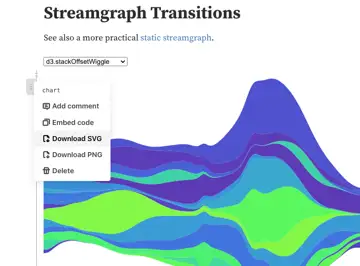 Streamgraph Transitions
See also a more practical static streamgraph.
d3.stackOffsetWiggle
chart
Add comment
Embed code
Download SVG
Download PNG
Delete